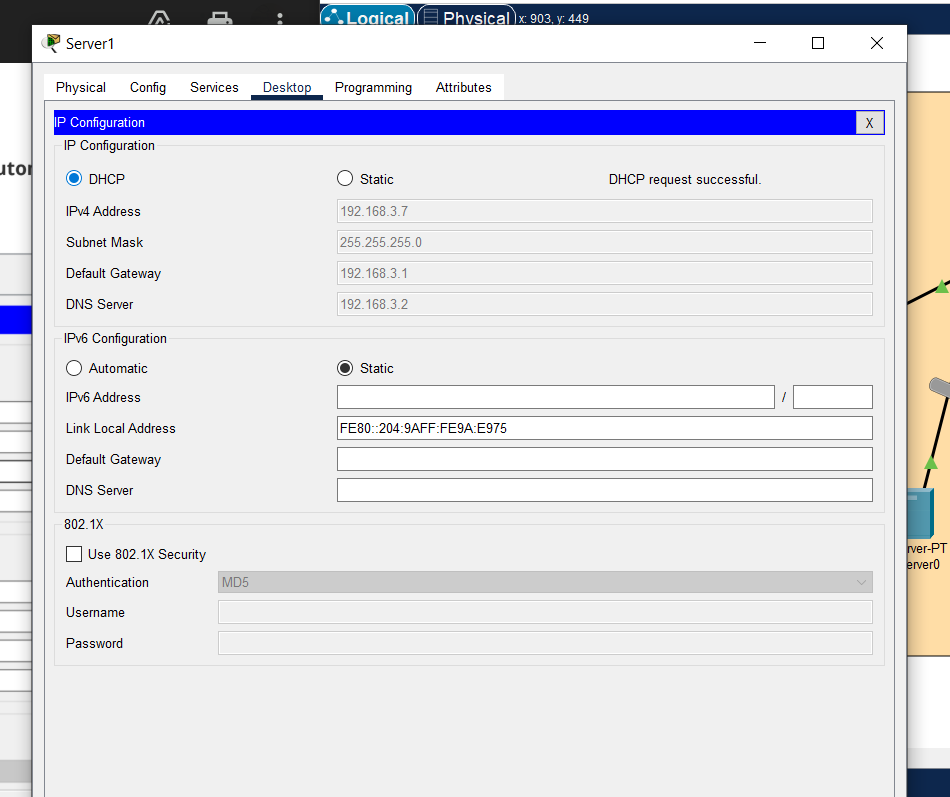 Logical Physical x: 903, y: 449
Server1
Physical Config Services Desktop Programming Attributes
IP Configuration X
IP Configuration
DHCP Static DHCP request successful.
IPv4 Address 192.168.3.7
Subnet Mask 255.255.255.0
Default Gateway 192.168.3.1
DNS Server 192.168.3.2
IPv6 Configuration
Automatic Static
IPv6 Address /
Link Local Address FE80::204:9AFF:FE9A:E975
Default Gateway
DNS Server
802.1X
Use 802.1X Security
Authentication MD5
Username
Password
rver-PT
erver0